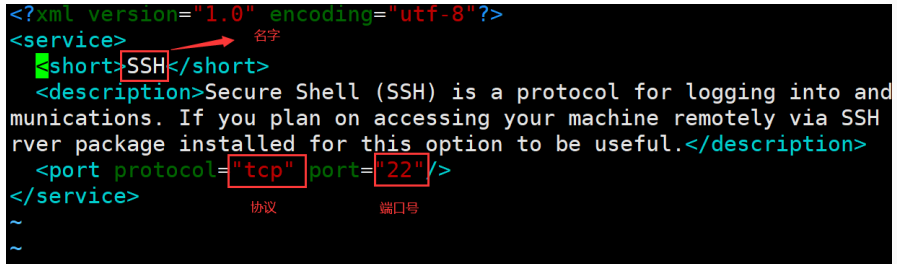 <?xml version="1.0" encoding="utf-8"?>
<service>
名字
<short>SSH</short>
<description>Secure Shell (SSH) is a protocol for logging into and
munications. If you plan on accessing your machine remotely via SSH
rver package installed for this option to be useful.</description>
<port protocol="tcp" port="22"/>
</service>
协议 端口号
~
~